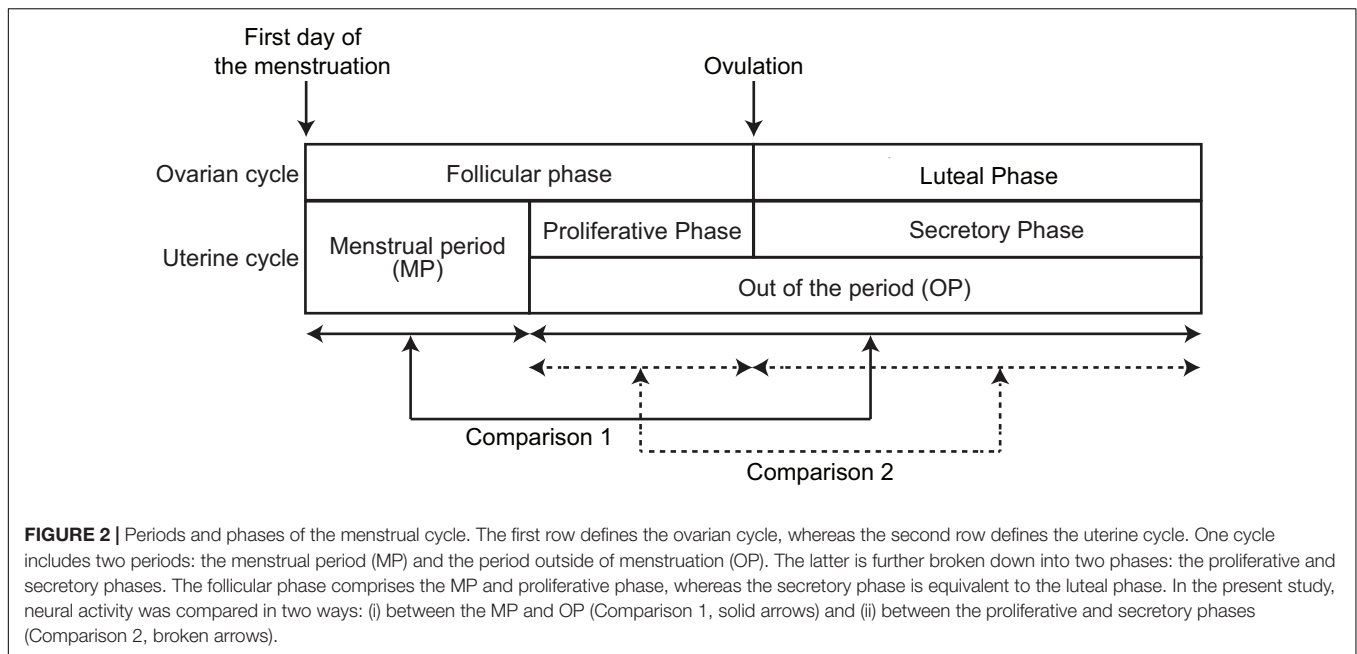 First day of
the menstruation
Ovulation
Ovarian cycle
Follicular phase
Luteal Phase
Uterine cycle
Menstrual period
(MP)
Proliferative Phase
Secretory Phase
Out of the period (OP)
Comparison 1
Comparison 2
FIGURE 2 | Periods and phases of the menstrual cycle. The first row defines the ovarian cycle, whereas the second row defines the uterine cycle. One cycle
includes two periods: the menstrual period (MP) and the period outside of menstruation (OP). The latter is further broken down into two phases: the proliferative and
secretory phases. The follicular phase comprises the MP and proliferative phase, whereas the secretory phase is equivalent to the luteal phase. In the present study,
neural activity was compared in two ways: (i) between the MP and OP (Comparison 1, solid arrows) and (ii) between the proliferative and secretory phases
(Comparison 2, broken arrows).